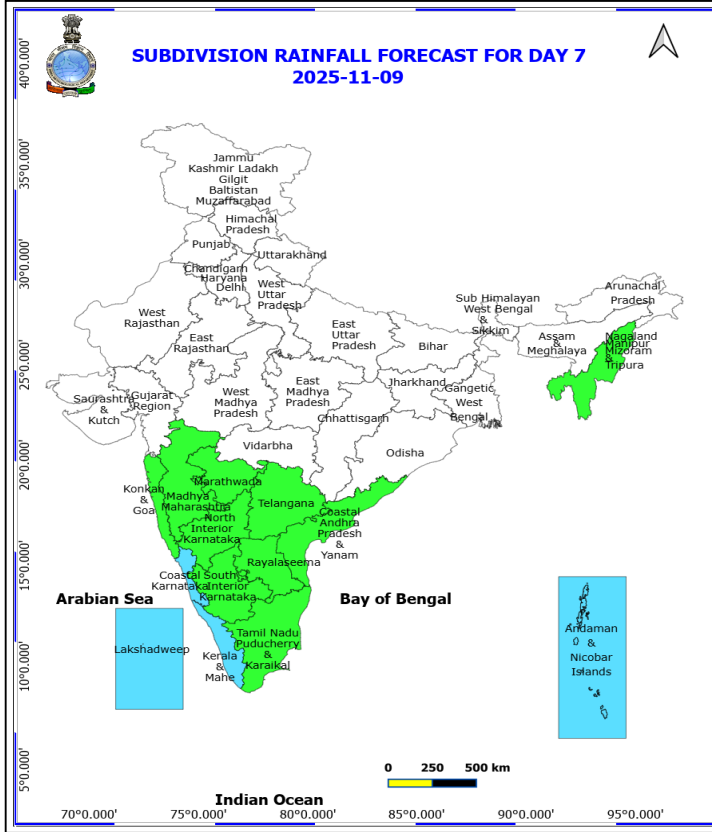 SUBDIVISION RAINFALL FORECAST FOR DAY 7
2025-11-09
40°0.000'
35°0.000'
30°0.000'
25°0.000'
20°0.000'
15°0.000'
10°0.000'
5°0.000'
Jammu
Kashmir Ladakh
Gilgit
Baltistan
Muzaffarabad
Himachal
Pradesh
Punjab
Uttarakhand
Chandigarh
Haryana
Delhi
West
Uttar
Pradesh
West
Rajasthan
East
Rajasthan
East
Uttar
Pradesh
Bihar
Sub Himalayan
West Bengal
&
Sikkim
Arunachal
Pradesh
Assam
&
Meghalaya
Nagaland
Manipur
Mizoram
&
Tripura
Saurashtra
&
Kutch
Gujarat
Region
West
Madhya
Pradesh
East
Madhya
Pradesh
Jharkhand
Gangetic
West
Bengal
Chhattisgarh
Odisha
Vidarbha
Konkan
&
Goa
Madhya
Maharashtra
Marathwada
Telangana
North
Interior
Karnataka
Coastal
Andhra
Pradesh
&
Yanam
Rayalaseema
Coastal
Karnataka
South
Interior
Karnataka
Arabian Sea
Bay of Bengal
Lakshadweep
Kerala
&
Mahe
Tamil Nadu
Puducherry
&
Karaikal
Andaman
&
Nicobar
Islands
0 250 500 km
Indian Ocean
70°0.000' 75°0.000' 80°0.000' 85°0.000' 90°0.000' 95°0.000'